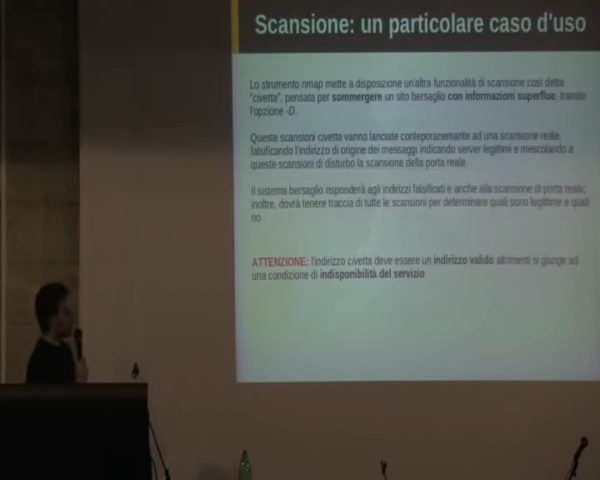 Scansione: un particolare caso d'uso
Lo strumento nmap mette a disposizione un'altra funzionalità di scansione così detta
"civetta", pensata per sommergere un sito bersaglio con informazioni superflue, tramite
l'opzione -D.
Queste scansioni civetta vanno lanciate conteporanemante ad una scansione reale,
falsificando l'indirizzo di origine dei messaggi indicando server legittimi e mescolando a
queste scansioni di disturbo la scansione della porta reale.
Il sistema bersaglio risponderà agli indirizzi falsificati e anche alla scansione di porta reale;
inoltre, dovrà tenere traccia di tutte le scansioni per determinare quali sono legittime e quali
no.
ATTENZIONE: l'indirizzo civetta deve essere un indirizzo valido altrimenti si giunge ad
una condizione di indisponibilità del servizio